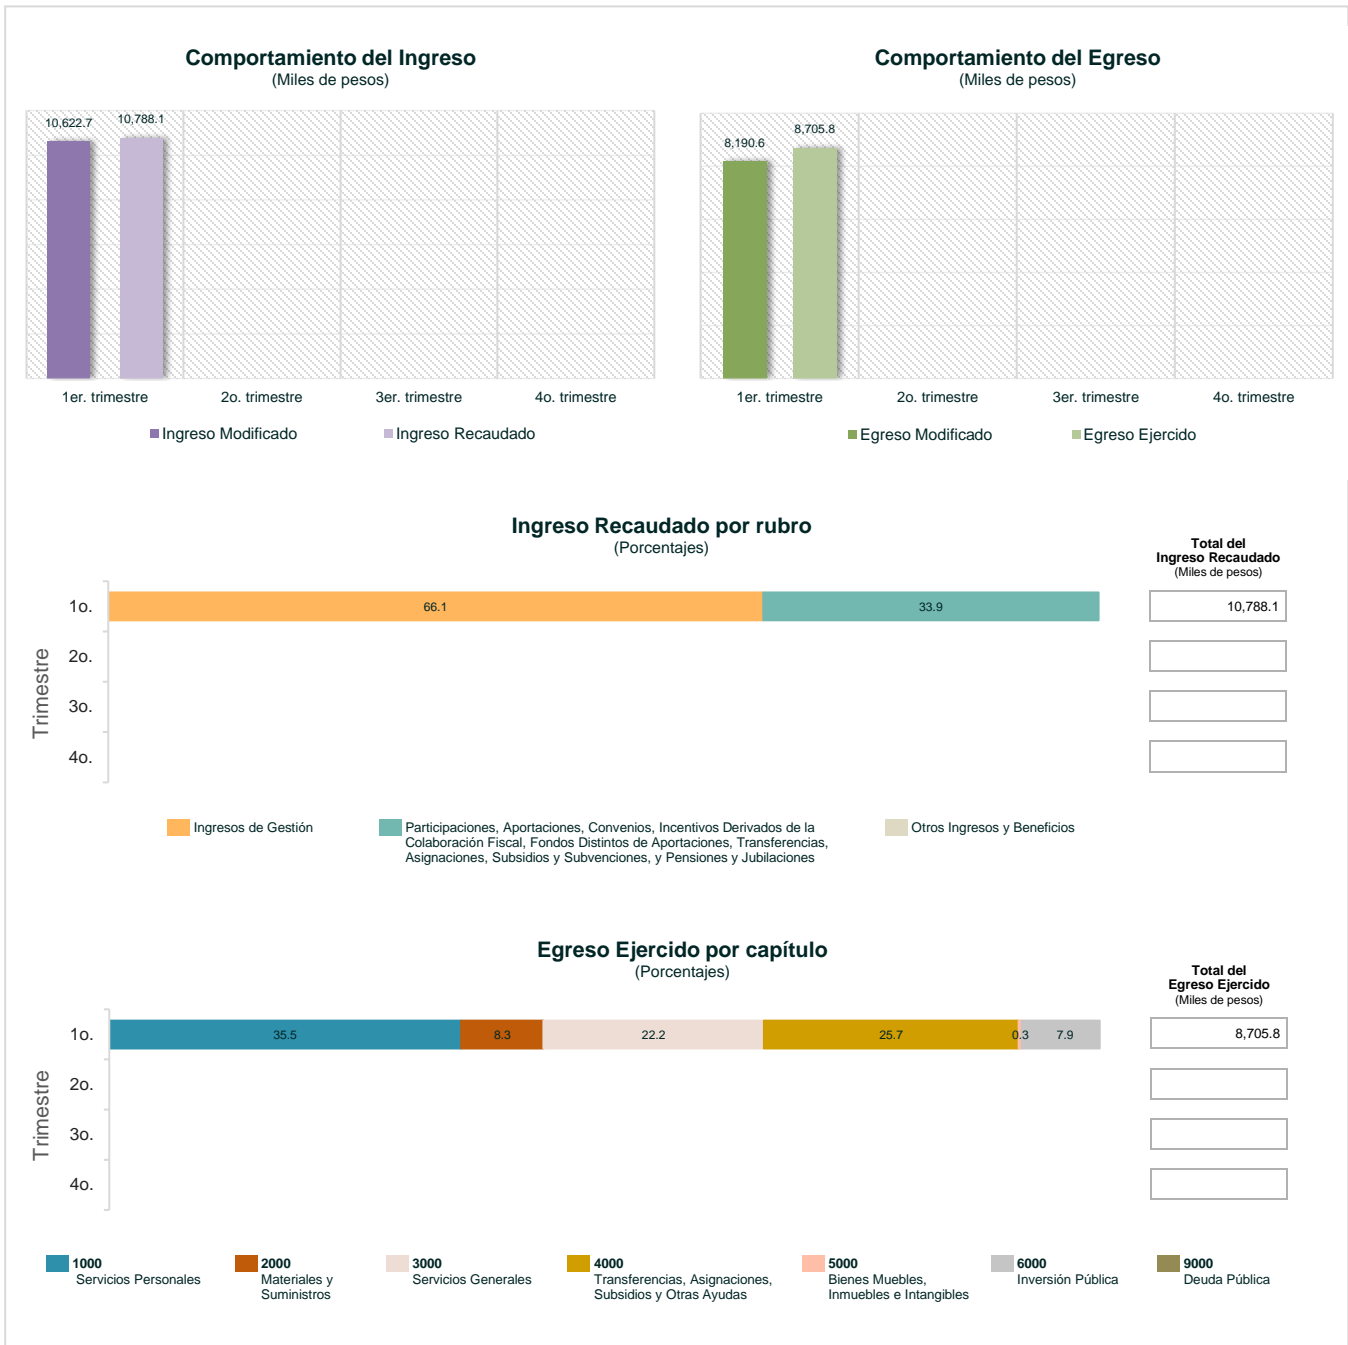 Comportamiento del Ingreso
(Miles de pesos)
10,622.7
10,788.1
1er. trimestre
2o. trimestre
3er. trimestre
4o. trimestre
Ingreso Modificado
Ingreso Recaudado
Comportamiento del Egreso
(Miles de pesos)
8,190.6
8,705.8
1er. trimestre
2o. trimestre
3er. trimestre
4o. trimestre
Egreso Modificado
Egreso Ejercido
Ingreso Recaudado por rubro
(Porcentajes)
Total del
Ingreso Recaudado
(Miles de pesos)
Trimestre
1o.
66.1
33.9
10,788.1
2o.
3o.
4o.
Ingresos de Gestión
Participaciones, Aportaciones, Convenios, Incentivos Derivados de la
Colaboración Fiscal, Fondos Distintos de Aportaciones, Transferencias,
Asignaciones, Subsidios y Subvenciones, y Pensiones y Jubilaciones
Otros Ingresos y Beneficios
Egreso Ejercido por capítulo
(Porcentajes)
Total del
Egreso Ejercido
(Miles de pesos)
Trimestre
1o.
35.5
8.3
22.2
25.7
0.3
7.9
8,705.8
2o.
3o.
4o.
1000
Servicios Personales
2000
Materiales y
Suministros
3000
Servicios Generales
4000
Transferencias, Asignaciones,
Subsidios y Otras Ayudas
5000
Bienes Muebles,
Inmuebles e Intangibles
6000
Inversión Pública
9000
Deuda Pública